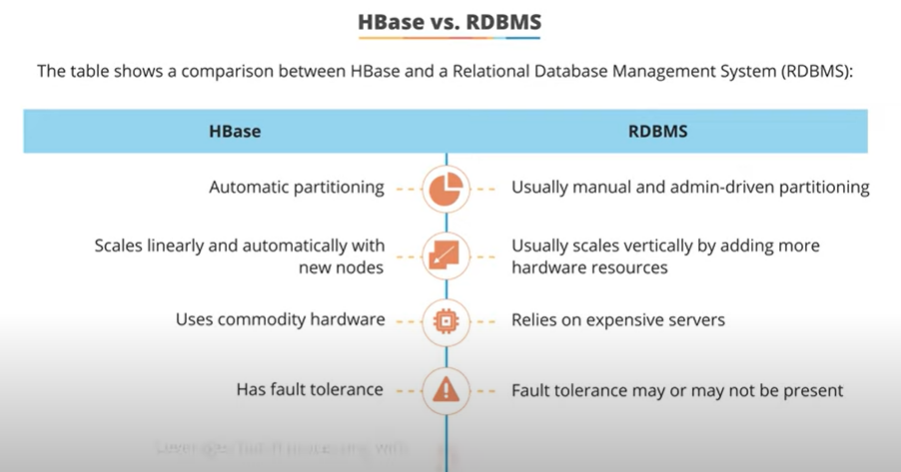 HBase vs. RDBMS
The table shows a comparison between HBase and a Relational Database Management System (RDBMS):
HBase
RDBMS
Automatic partitioning
Usually manual and admin-driven partitioning
Scales linearly and automatically with
new nodes
Usually scales vertically by adding more
hardware resources
Uses commodity hardware
Relies on expensive servers
Has fault tolerance
Fault tolerance may or may not be present